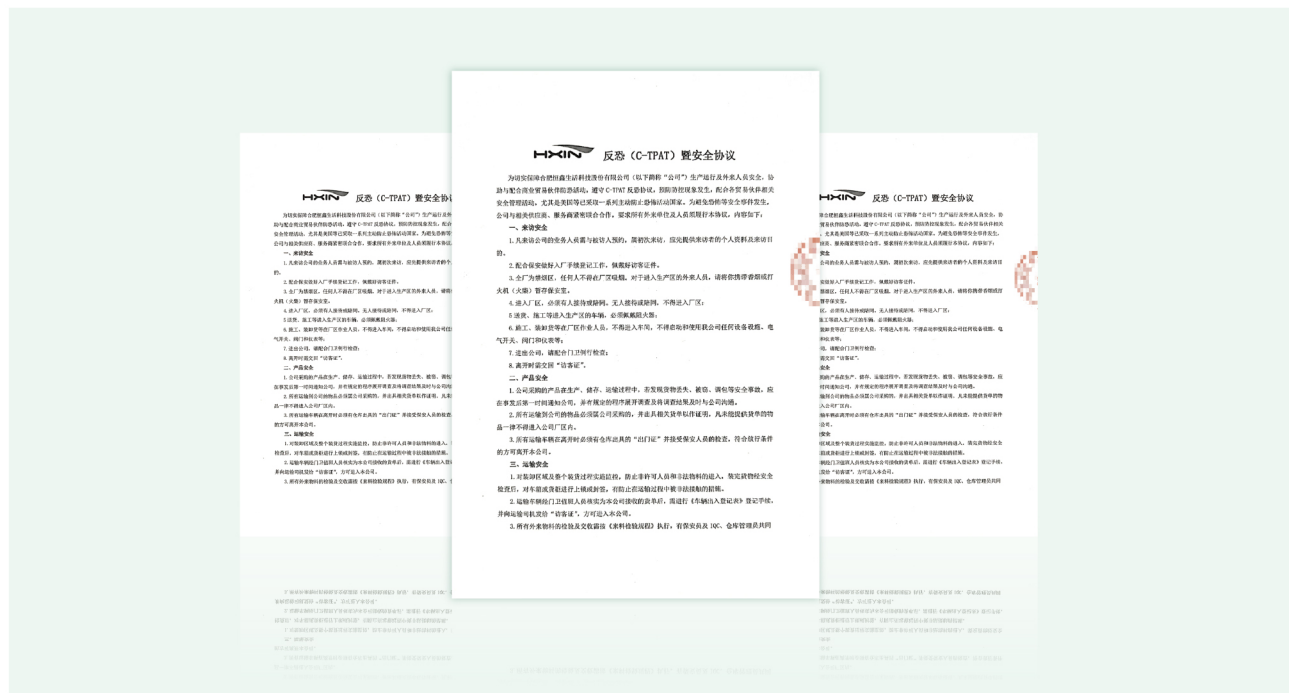 HXIN 反恐（C-TPAT）暨安全协议
为切实保障合肥恒鑫生活科技股份有限公司（以下简称“公司”）生产运行及外来人员安全，协
助与配合商业贸易伙伴防恐活动，遵守 C-TPAT 反恐协议，预防恐怖现象发生，配合各贸易伙伴相关
安全管理活动，尤其是美国等已采取一系列主动防止恐怖活动国家，为避免恐怖等安全事件发生，
公司与相关供应商、服务商紧密联合合作，要求所有外来单位及人员周履行本协议，内容如下：
一、来访安全
1.凡来访公司的业务人员需与被访人预约，属初次来访，应先提供来访者的个人资料及来访目
的。
2.配合保安做好入厂手续登记工作，佩戴好访客证件。
3.全厂为禁烟区，任何人不得在厂区吸烟。对于进入生产区的外来人员，请将你携带香烟或打
火机（火柴）暂存保安室。
4.进入厂区，必须有人接待或陪同，无人接待或陪同，不得进入厂区；
5 送货、施工等进入生产区的车辆，必须佩戴阻火器；
6.施工、装卸货等在厂区作业人员，不得进入车间，不得启动和使用我公司任何设备设施、电
气开关、阀门和仪表等；
7.进出公司，请配合门卫例行检查；
8.离开时需交回“访客证”。
二、产品安全
1.公司采购的产品在生产、储存、运输过程中，若发现货物丢失、被窃、调包等安全事故，应
在事发后第一时间通知公司，并有规定的程序展开调查及将调查结果及时与公司沟通。
2.所有运输到公司的物品必须属公司采购的，并出具相关货单以作证明，凡未能提供货单的物
品一律不得进入公司厂区内。
3.所有运输车辆在离开时必须有仓库出具的“出门证”并接受保安人员的检查，符合放行条件
的方可离开本公司。
三、运输安全
1.对装卸区域及整个装货过程实施监控，防止非许可人员和非法物料的进入，装完货物经安全
检查后，对车箱或货柜进行上锁或封签，有防止在运输过程中被非法接触的措施。
2.运输车辆经门卫值班人员核实为本公司接收的货单后，需进行《车辆出入登记表》登记手续，
并向运输司机发给“访客证”，方可进入本公司。
3.所有外来物料的检验及交收需按《来料检验流程》执行，有保安员及 IQC、仓库管理员共同